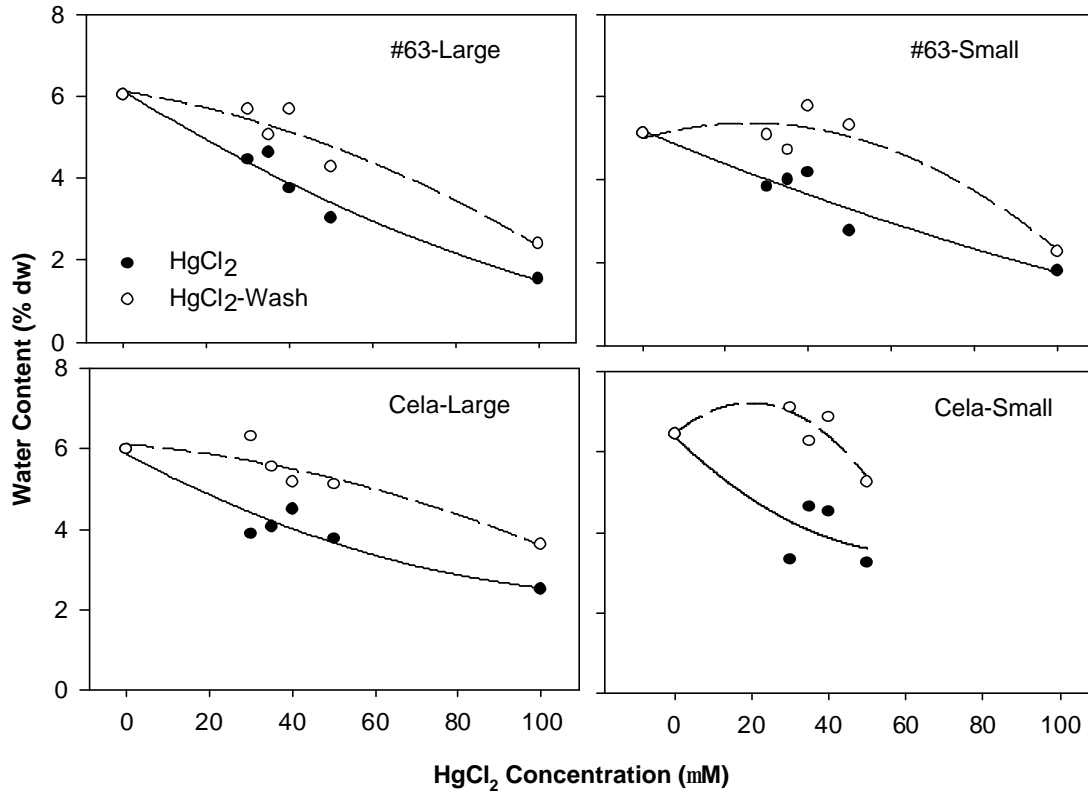 8
6
4
2
0
#63-Large
HgCl2
HgCl2-Wash
#63-Small
8
6
4
2
0
Cela-Large
Cela-Small
0 20 40 60 80 100
0 20 40 60 80 100
Water Content (% dw)
HgCl2 Concentration (mM)